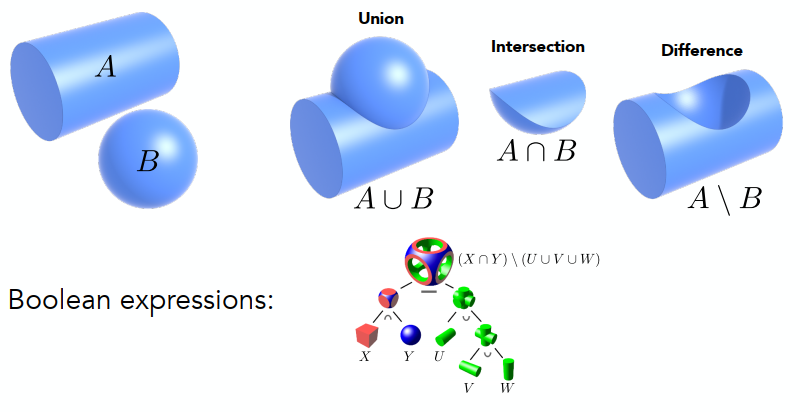 A
B
Union
A ∪ B
Intersection
A ∩ B
Difference
A \ B
Boolean expressions:
(X ∩ Y) \ (U ∪ V ∪ W)
−
∩ ∪
X Y U
∪
V W